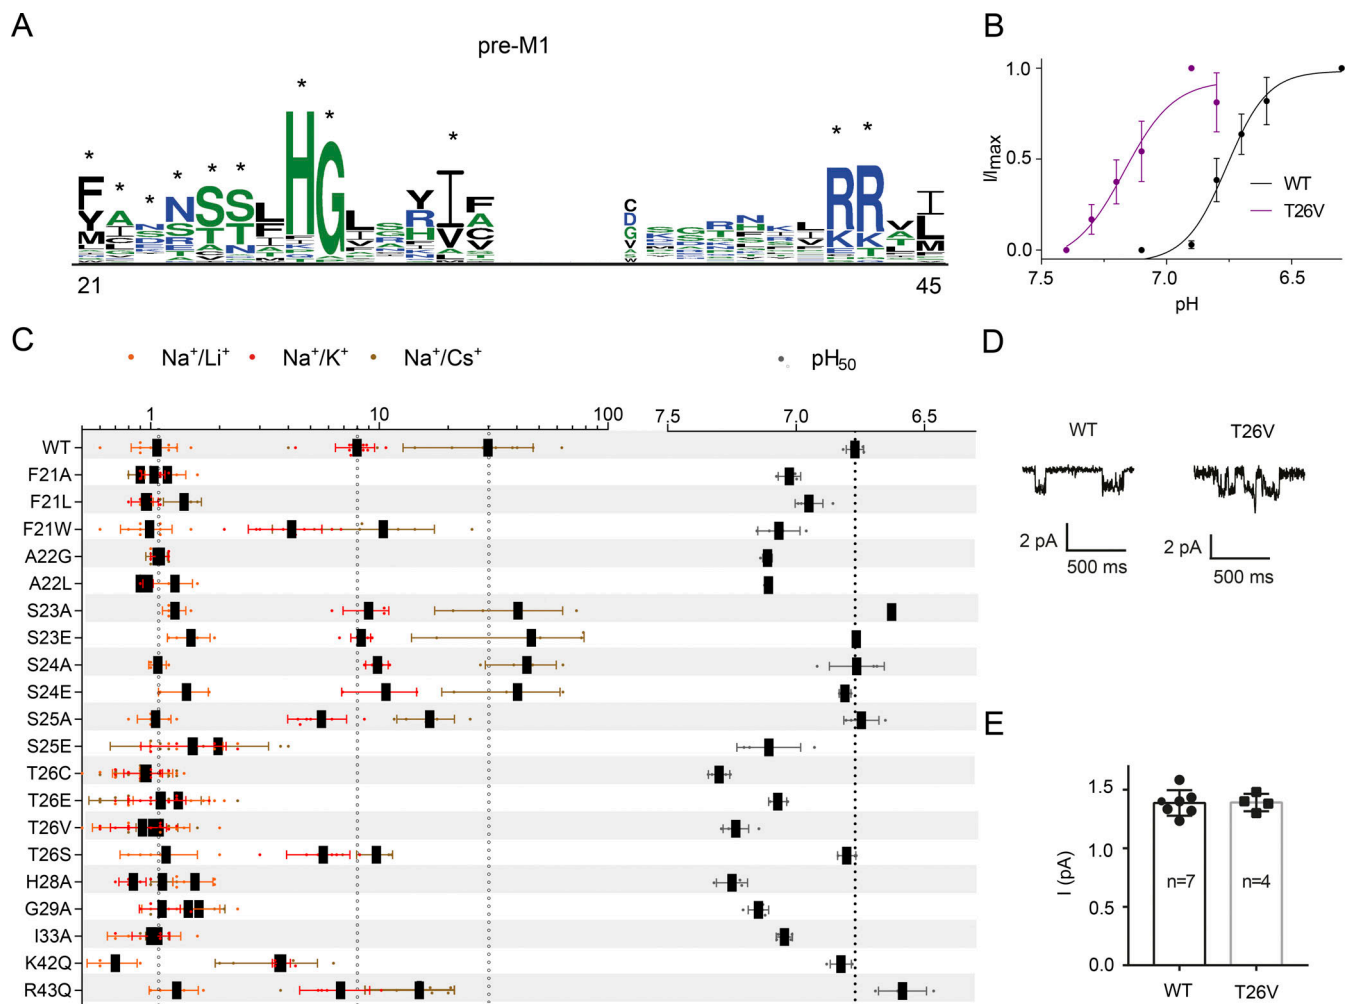 A
pre-M1
* * * * * * * * * * *
F A N N S S L H G L S Y I F C R R V I
21 45
B
I/Imax
1.0
0.5
0.0
WT
T26V
7.5 7.0 6.5
pH
C
Na⁺/Li⁺ Na⁺/K⁺ Na⁺/Cs⁺ pH₅₀
1 10 100 7.5 7.0 6.5
WT
F21A
F21L
F21W
A22G
A22L
S23A
S23E
S24A
S24E
S25A
S25E
T26C
T26E
T26V
T26S
H28A
G29A
I33A
K42Q
R43Q
D
WT T26V
2 pA 2 pA
500 ms 500 ms
E
I (pA)
1.5
1.0
0.5
0.0
n=7 n=4
WT T26V